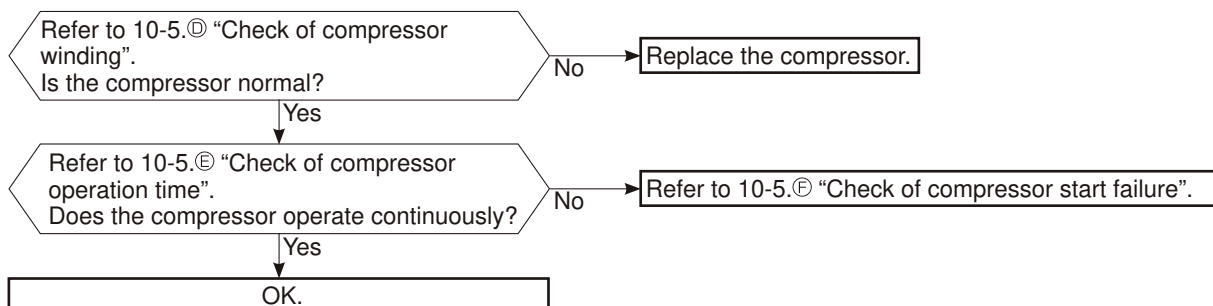 Refer to 10-5.Ⓓ “Check of compressor
winding”.
Is the compressor normal?
No
Replace the compressor.
Yes
Refer to 10-5.Ⓔ “Check of compressor
operation time”.
Does the compressor operate continuously?
No
Refer to 10-5.Ⓕ “Check of compressor start failure”.
Yes
OK.